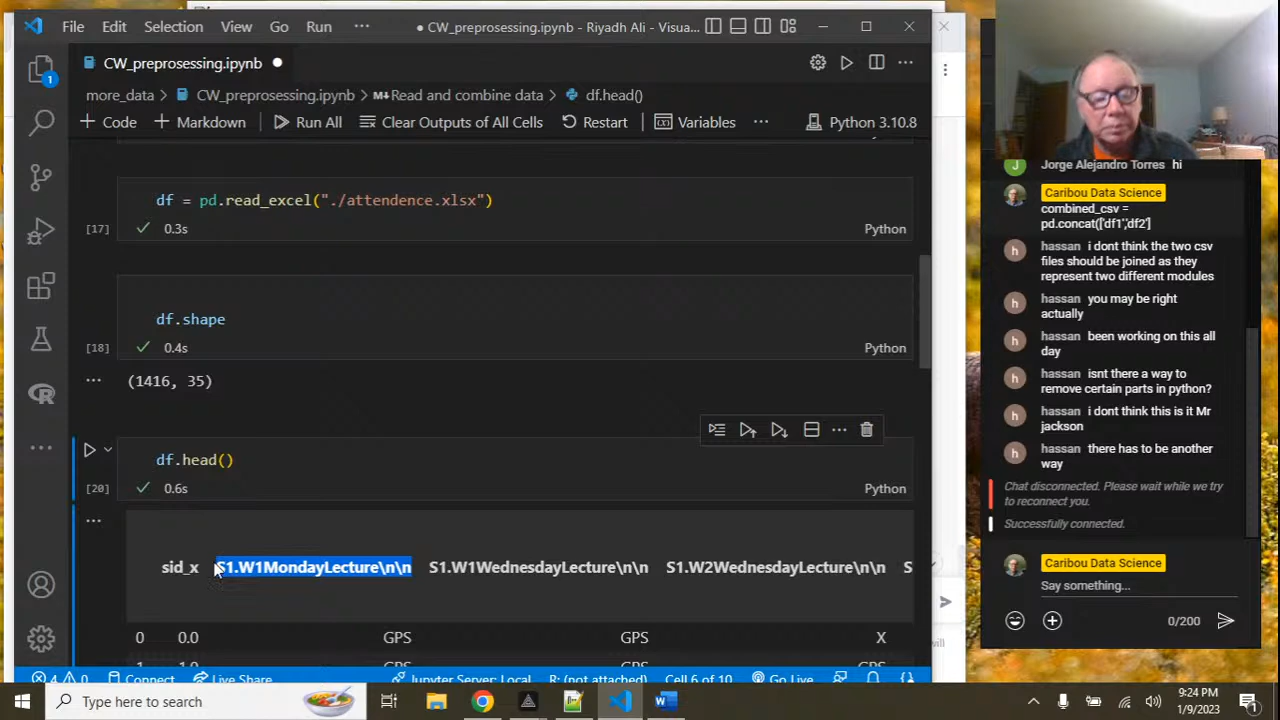 File Edit Selection View Go Run ··· ● CW_preprosessing.ipynb - Riyadh Ali - Visua...
CW_preprosessing.ipynb ●
more_data > CW_preprosessing.ipynb > M↓Read and combine data > df.head()
+ Code + Markdown Run All Clear Outputs of All Cells Restart Variables ··· Python 3.10.8
df = pd.read_excel("./attendence.xlsx")
[17] ✓ 0.3s Python
df.shape
[18] ✓ 0.4s Python
··· (1416, 35)
df.head()
[20] ✓ 0.6s Python
···
sid_x S1.W1MondayLecture\n\n S1.W1WednesdayLecture\n\n S1.W2WednesdayLecture\n\n S
0 0.0 GPS GPS X
1 1.0 GPS GPS GPS
4 0 Connect Live Share Jupyter Server: Local R: (not attached) Cell 6 of 10 Go Live
1
will
Jorge Alejandro Torres hi
Caribou Data Science
combined_csv =
pd.concat(['df1','df2']
hassan i dont think the two csv
files should be joined as they
represent two different modules
hassan you may be right
actually
hassan been working on this all
day
hassan isnt there a way to
remove certain parts in python?
hassan i dont think this is it Mr
jackson
hassan there has to be another
way
Chat disconnected. Please wait while we try
to reconnect you.
Successfully connected.
Caribou Data Science
Say something...
0/200
Type here to search
9:24 PM
1/9/2023
1